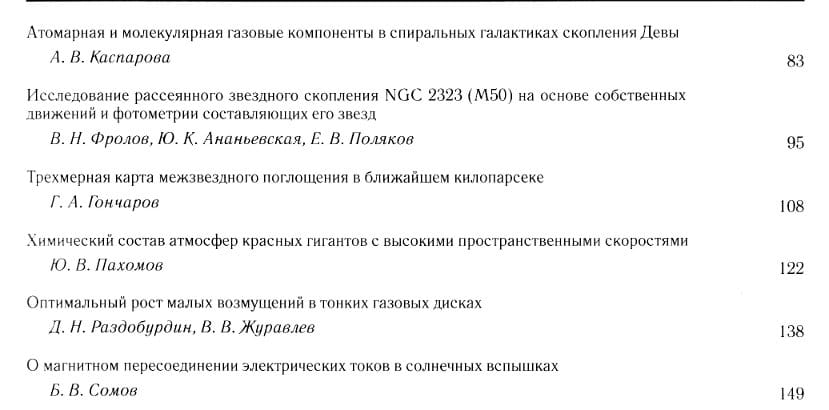 Атомарная и молекулярная газовые компоненты в спиральных галактиках скопления Девы
А. В. Каспарова 83
Исследование рассеянного звездного скопления NGC 2323 (M50) на основе собственных
движений и фотометрии составляющих его звезд
В. Н. Фролов, Ю. К. Ананьевская, Е. В. Поляков 95
Трехмерная карта межзвездного поглощения в ближайшем килопарсеке
Г. А. Гончаров 108
Химический состав атмосфер красных гигантов с высокими пространственными скоростями
Ю. В. Пахомов 122
Оптимальный рост малых возмущений в тонких газовых дисках
Д. Н. Раздобурдин, В. В. Журавлев 138
О магнитном пересоединении электрических токов в солнечных вспышках
Б. В. Сомов 149